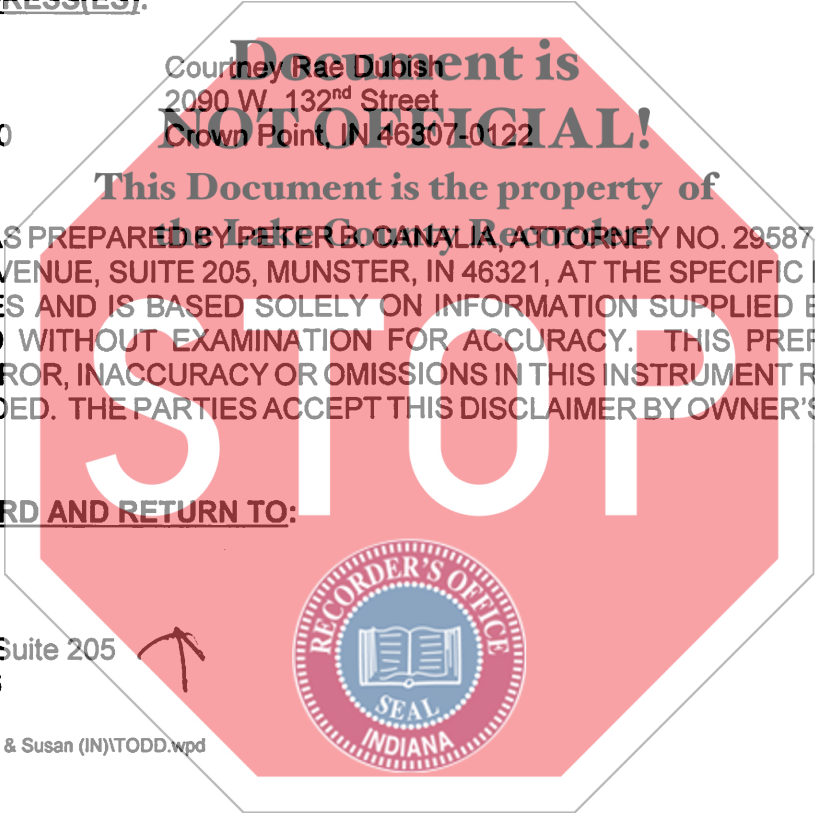 RESS(ES):
Document is
Courtney Rae Dubish
2090 W. 132nd Street
NOT OFFICIAL!
0 Crown Point, IN 46307-0122
This Document is the property of
the Lake County Recorder!
AS PREPARED BY PETER B. CANALIA, ATTORNEY NO. 29587
VENUE, SUITE 205, MUNSTER, IN 46321, AT THE SPECIFIC
ES AND IS BASED SOLELY ON INFORMATION SUPPLIED
WITHOUT EXAMINATION FOR ACCURACY. THIS PREP
ROR, INACCURACY OR OMISSIONS IN THIS INSTRUMENT R
DED. THE PARTIES ACCEPT THIS DISCLAIMER BY OWNER'S
STOP
RD AND RETURN TO:
Suite 205
RECORDER'S OFFICE
SEAL
INDIANA
& Susan (IN)\TODD.wpd